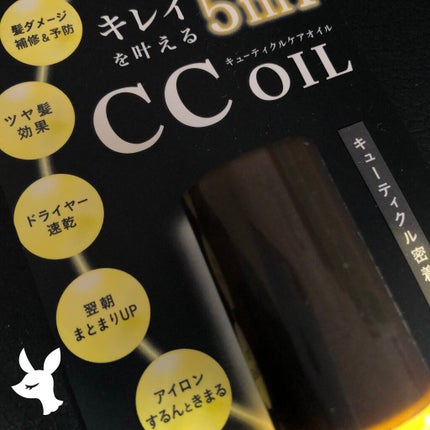 髪ダメージ
補修&予防
キレイ
を叶える
5in1
キューティクルケアオイル
CC OIL
ツヤ髪
効果
ドライヤー
速乾
翌朝
まとまりUP
アイロン
するんときまる
キューティクル密着